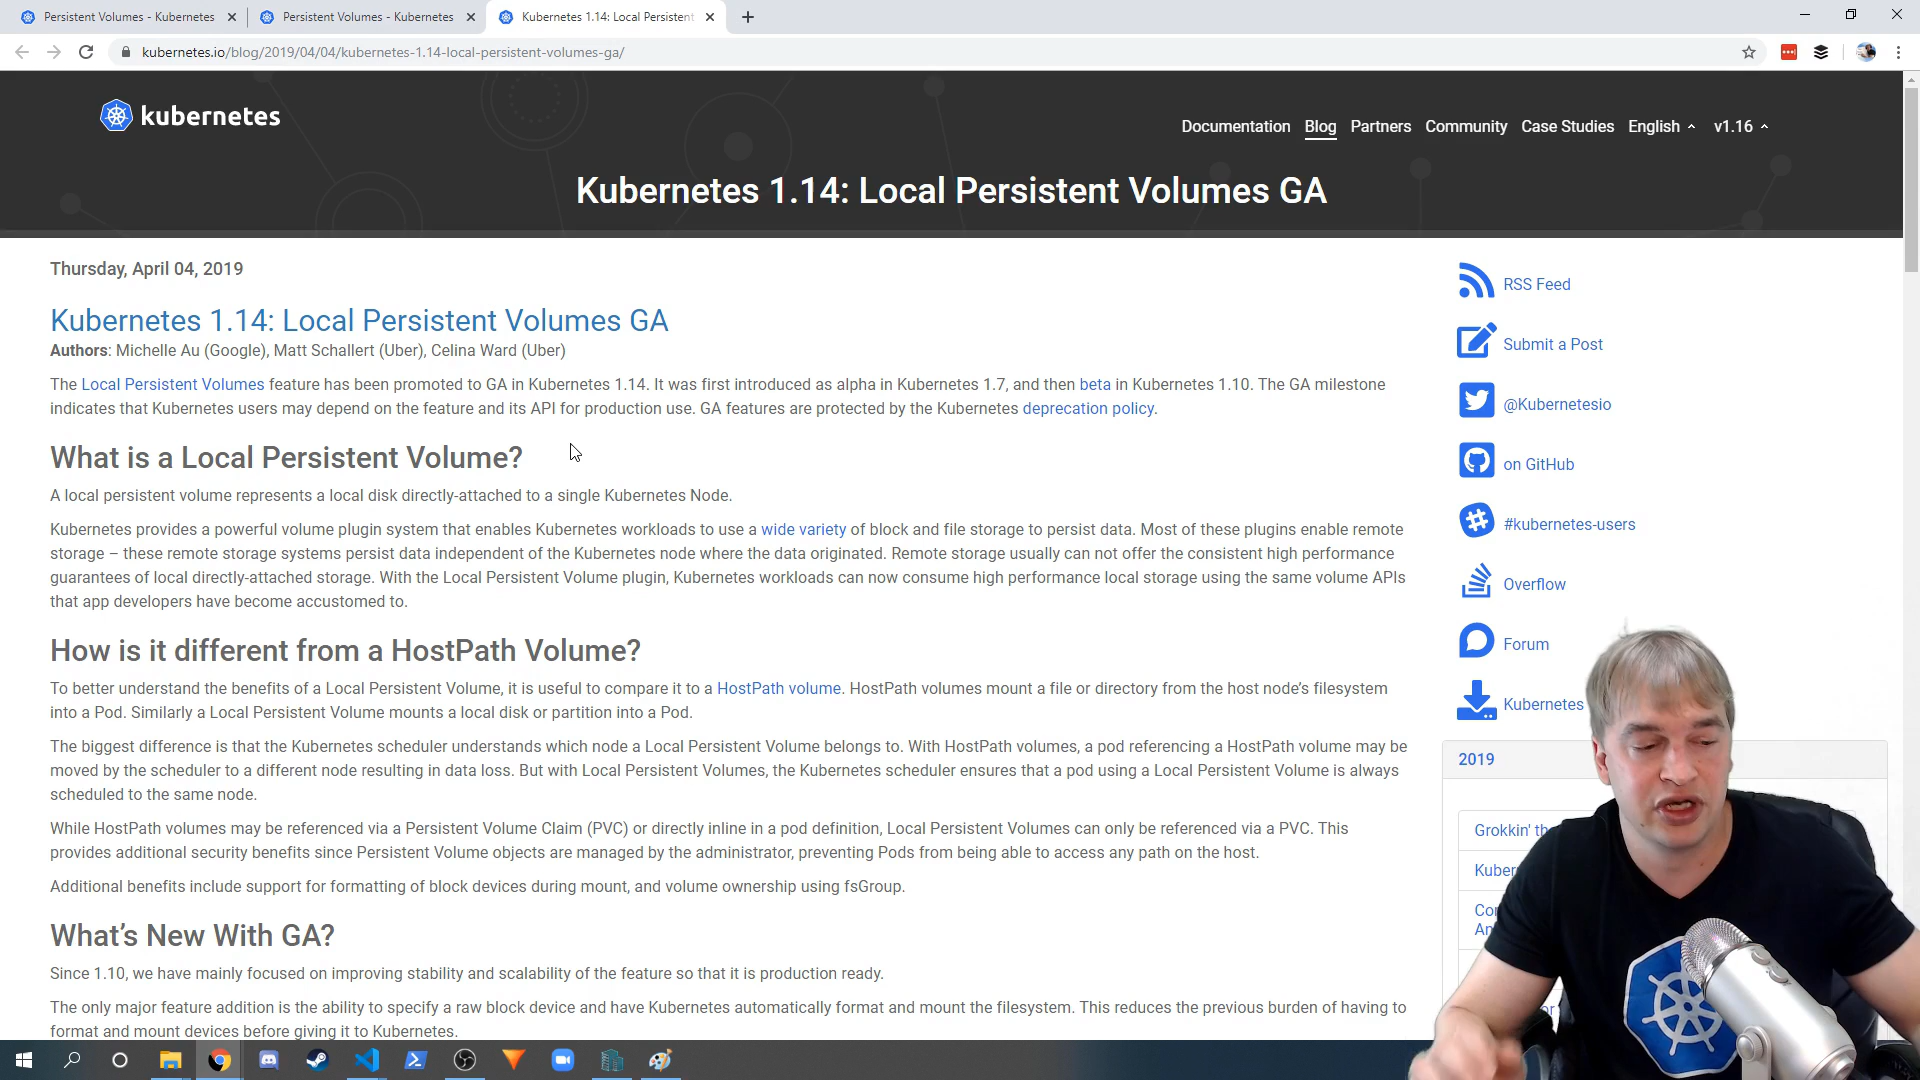 Persistent Volumes - Kubernetes
Persistent Volumes - Kubernetes
Kubernetes 1.14: Local Persistent
kubernetes.io/blog/2019/04/04/kubernetes-1.14-local-persistent-volumes-ga/
kubernetes
Documentation Blog Partners Community Case Studies English v1.16
Kubernetes 1.14: Local Persistent Volumes GA
Thursday, April 04, 2019
Kubernetes 1.14: Local Persistent Volumes GA
Authors: Michelle Au (Google), Matt Schallert (Uber), Celina Ward (Uber)
The Local Persistent Volumes feature has been promoted to GA in Kubernetes 1.14. It was first introduced as alpha in Kubernetes 1.7, and then beta in Kubernetes 1.10. The GA milestone
indicates that Kubernetes users may depend on the feature and its API for production use. GA features are protected by the Kubernetes deprecation policy.
What is a Local Persistent Volume?
A local persistent volume represents a local disk directly-attached to a single Kubernetes Node.
Kubernetes provides a powerful volume plugin system that enables Kubernetes workloads to use a wide variety of block and file storage to persist data. Most of these plugins enable remote
storage – these remote storage systems persist data independent of the Kubernetes node where the data originated. Remote storage usually can not offer the consistent high performance
guarantees of local directly-attached storage. With the Local Persistent Volume plugin, Kubernetes workloads can now consume high performance local storage using the same volume APIs
that app developers have become accustomed to.
How is it different from a HostPath Volume?
To better understand the benefits of a Local Persistent Volume, it is useful to compare it to a HostPath volume. HostPath volumes mount a file or directory from the host node's filesystem
into a Pod. Similarly a Local Persistent Volume mounts a local disk or partition into a Pod.
The biggest difference is that the Kubernetes scheduler understands which node a Local Persistent Volume belongs to. With HostPath volumes, a pod referencing a HostPath volume may be
moved by the scheduler to a different node resulting in data loss. But with Local Persistent Volumes, the Kubernetes scheduler ensures that a pod using a Local Persistent Volume is always
scheduled to the same node.
While HostPath volumes may be referenced via a Persistent Volume Claim (PVC) or directly inline in a pod definition, Local Persistent Volumes can only be referenced via a PVC. This
provides additional security benefits since Persistent Volume objects are managed by the administrator, preventing Pods from being able to access any path on the host.
Additional benefits include support for formatting of block devices during mount, and volume ownership using fsGroup.
What's New With GA?
Since 1.10, we have mainly focused on improving stability and scalability of the feature so that it is production ready.
The only major feature addition is the ability to specify a raw block device and have Kubernetes automatically format and mount the filesystem. This reduces the previous burden of having to
format and mount devices before giving it to Kubernetes.
RSS Feed
Submit a Post
@Kubernetesio
on GitHub
#kubernetes-users
Overflow
Forum
Kubernetes
2019
Grokkin'